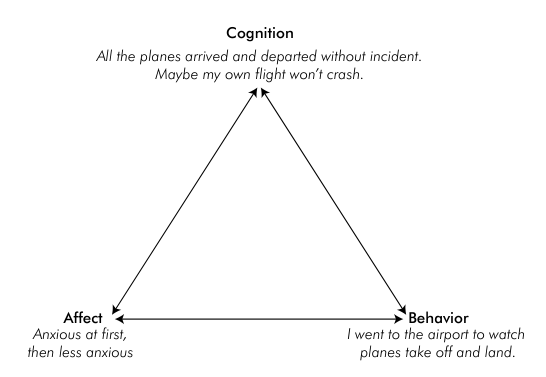 Cognition
All the planes arrived and departed without incident.
Maybe my own flight won't crash.
Affect
Anxious at first,
then less anxious
Behavior
I went to the airport to watch
planes take off and land.